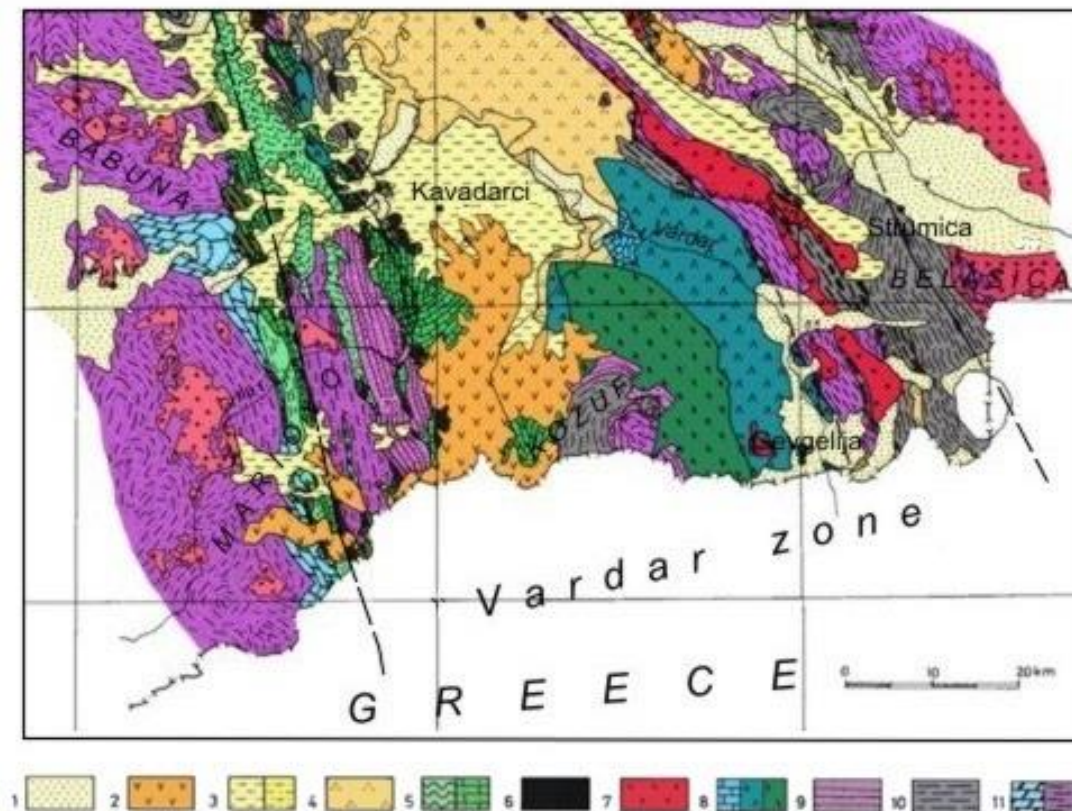 BABUNA
Kavadarci
Vardar
Strumica
BELASICA
KOZUF
Gevgelija
MAR
Vardar zone
GREECE
0 10 20 km
1 2 3 4 5 6 7 8 9 10 11